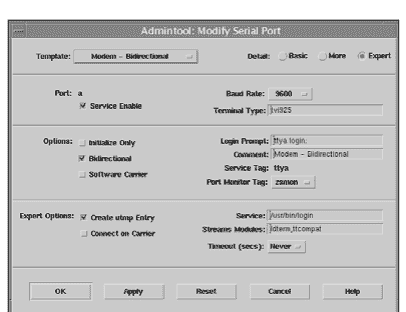 Admintool: Modify Serial Port
Template: Modem – Bidirectional Detail: Basic More Expert
Port: a Baud Rate: 9600
Service Enable Terminal Type: tvi925
Options: Initialize Only Login Prompt: ttya login:
Bidirectional Comment: Modem – Bidirectional
Software Carrier Service Tag: ttya
Port Monitor Tag: zsmon
Expert Options: Create utmp Entry Service: /usr/bin/login
Connect on Carrier Streams Modules: ldterm,ttcompat
Timeout (secs): Never
OK Apply Reset Cancel Help